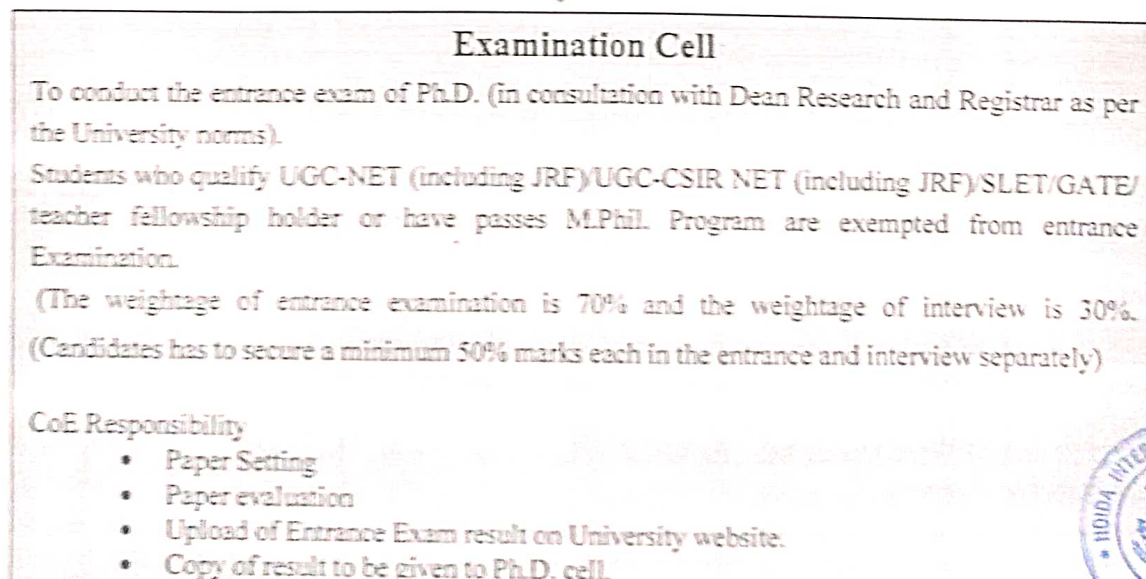 Examination Cell
To conduct the entrance exam of Ph.D. (in consultation with Dean Research and Registrar as per
the University norms).
Students who qualify UGC-NET (including JRF)/UGC-CSIR NET (including JRF)/SLET/GATE/
teacher fellowship holder or have passes M.Phil. Program are exempted from entrance
Examination.
(The weightage of entrance examination is 70% and the weightage of interview is 30%.
(Candidates has to secure a minimum 50% marks each in the entrance and interview separately)
CoE Responsibility
• Paper Setting
• Paper evaluation
• Upload of Entrance Exam result on University website.
• Copy of result to be given to Ph.D. cell.
NOIDA INTE